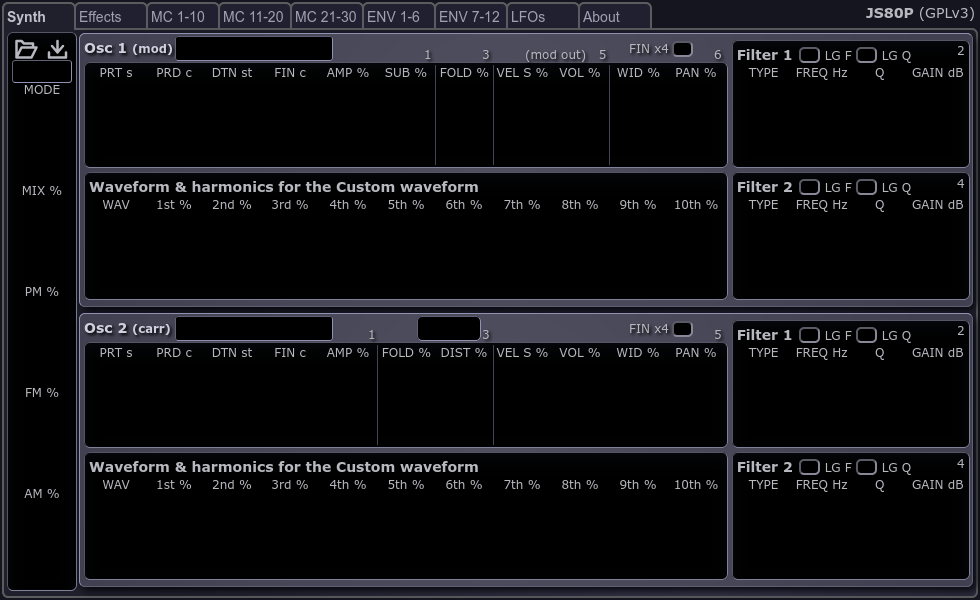 Synth Effects MC 1-10 MC 11-20 MC 21-30 ENV 1-6 ENV 7-12 LFOs About JS80P (GPLv3)
MODE
MIX %
PM %
FM %
AM %
Osc 1 (mod) 1 3 (mod out) 5 FIN x4 6
PRT s PRD c DTN st FIN c AMP % SUB % FOLD % VEL S % VOL % WID % PAN %
Filter 1 LG F LG Q 2
TYPE FREQ Hz Q GAIN dB
Waveform & harmonics for the Custom waveform
WAV 1st % 2nd % 3rd % 4th % 5th % 6th % 7th % 8th % 9th % 10th %
Filter 2 LG F LG Q 4
TYPE FREQ Hz Q GAIN dB
Osc 2 (carr) 1 3 FIN x4 5
PRT s PRD c DTN st FIN c AMP % FOLD % DIST % VEL S % VOL % WID % PAN %
Filter 1 LG F LG Q 2
TYPE FREQ Hz Q GAIN dB
Waveform & harmonics for the Custom waveform
WAV 1st % 2nd % 3rd % 4th % 5th % 6th % 7th % 8th % 9th % 10th %
Filter 2 LG F LG Q 4
TYPE FREQ Hz Q GAIN dB